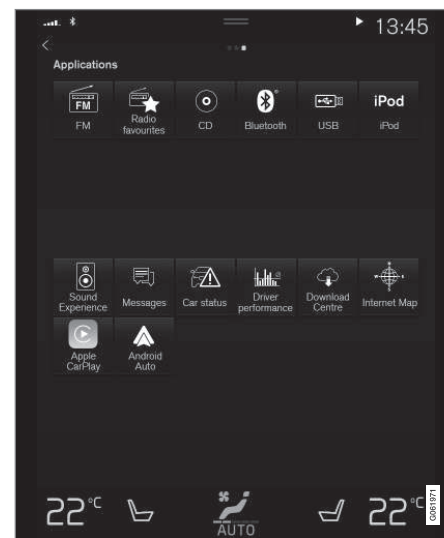 13:45
Applications
FM
iPod
FM
Radio favourites
CD
Bluetooth
USB
iPod
Sound Experience
Messages
Car status
Driver performance
Download Centre
Internet Map
Apple CarPlay
Android Auto
22°C
AUTO
22°C
G061971